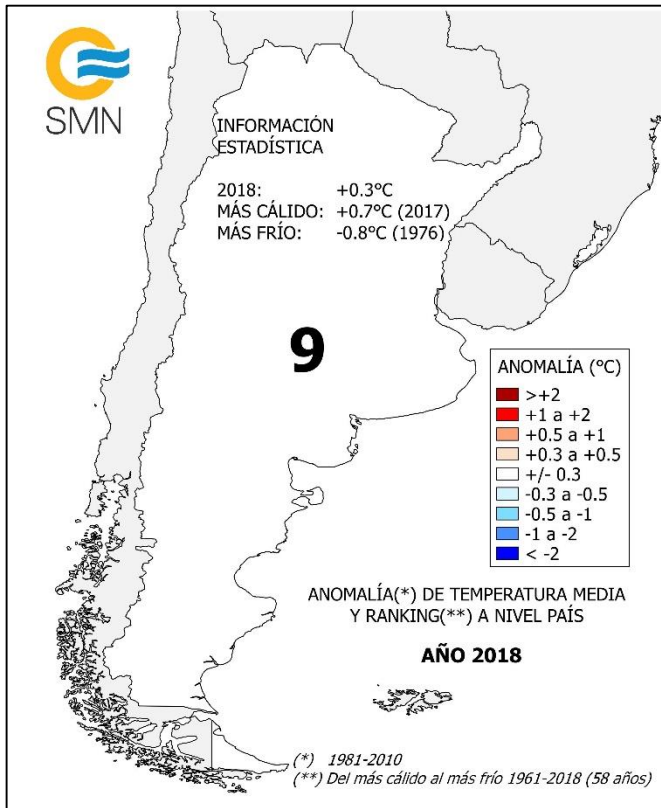 SMN
INFORMACIÓN
ESTADÍSTICA
2018: +0.3°C
MÁS CÁLIDO: +0.7°C (2017)
MÁS FRÍO: -0.8°C (1976)
9
ANOMALÍA (°C)
>+2
+1 a +2
+0.5 a +1
+0.3 a +0.5
+/- 0.3
-0.3 a -0.5
-0.5 a -1
-1 a -2
< -2
ANOMALÍA(*) DE TEMPERATURA MEDIA
Y RANKING(**) A NIVEL PAÍS
AÑO 2018
(*) 1981-2010
(**) Del más cálido al más frío 1961-2018 (58 años)